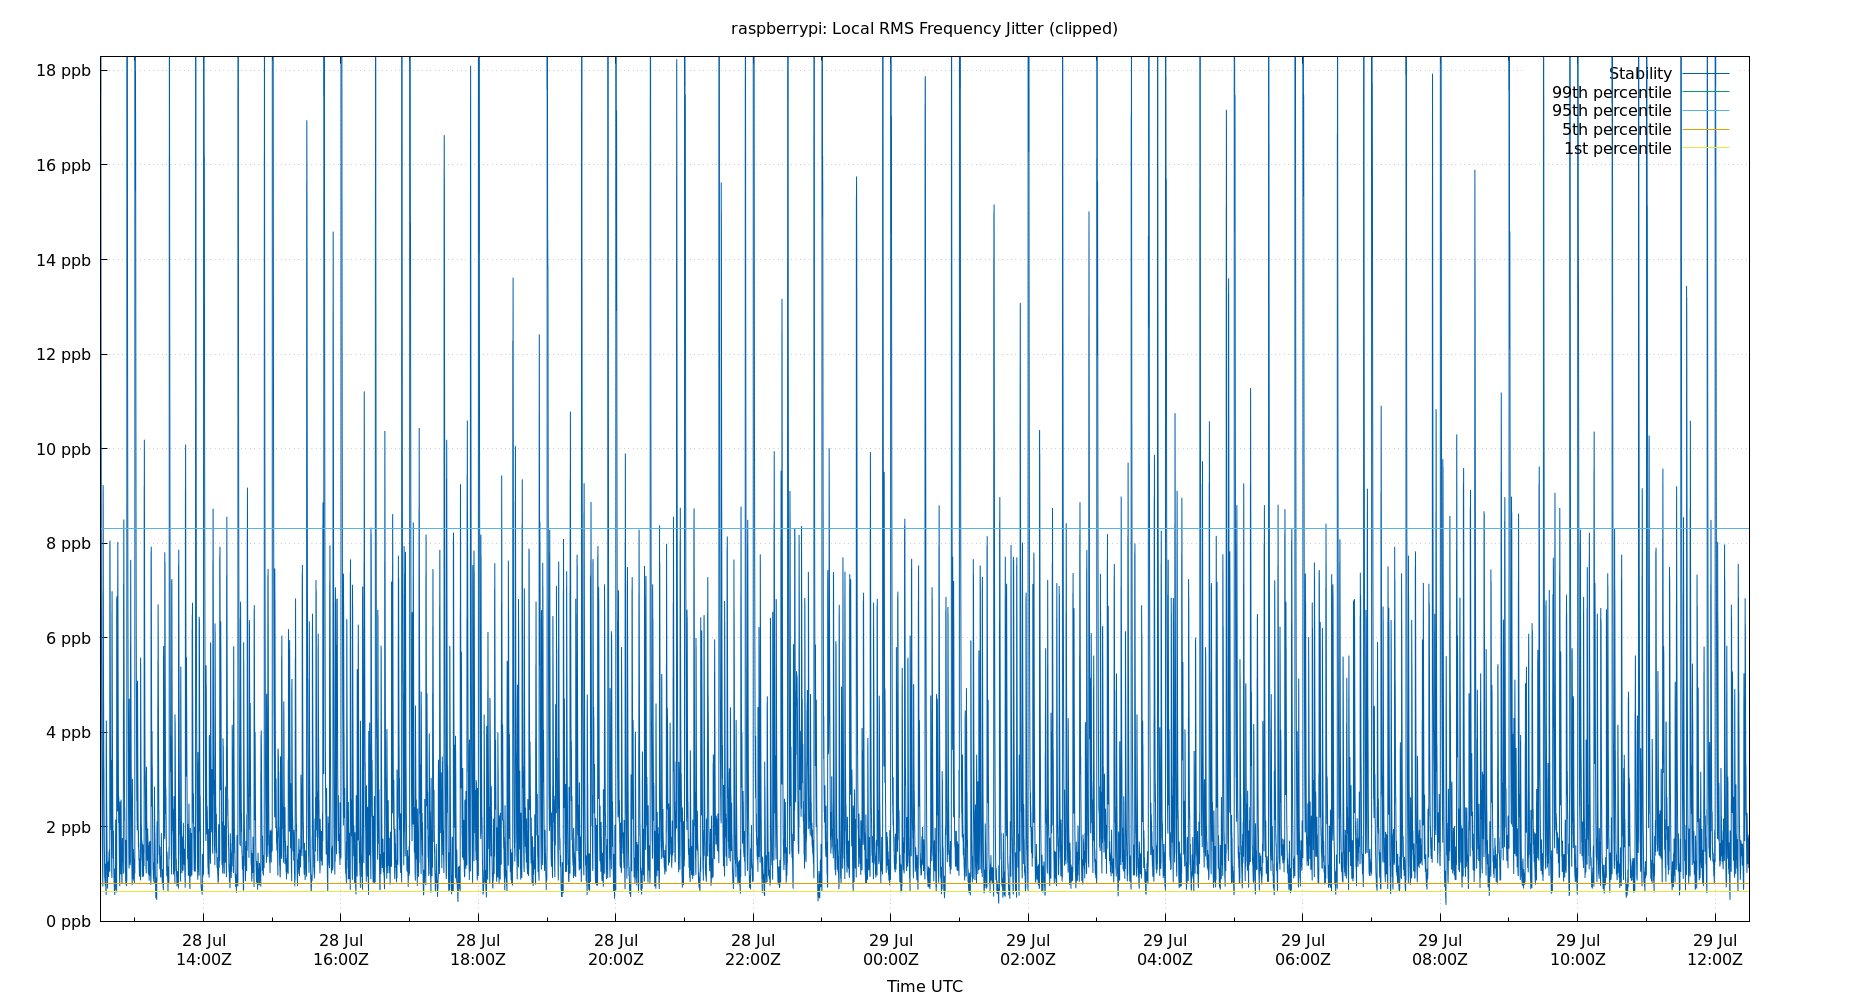 raspberrypi: Local RMS Frequency Jitter (clipped)
18 ppb
16 ppb
14 ppb
12 ppb
10 ppb
8 ppb
6 ppb
4 ppb
2 ppb
0 ppb
Stability
99th percentile
95th percentile
5th percentile
1st percentile
28 Jul 28 Jul 28 Jul 28 Jul 28 Jul 29 Jul 29 Jul 29 Jul 29 Jul 29 Jul 29 Jul 29 Jul
14:00Z 16:00Z 18:00Z 20:00Z 22:00Z 00:00Z 02:00Z 04:00Z 06:00Z 08:00Z 10:00Z 12:00Z
Time UTC